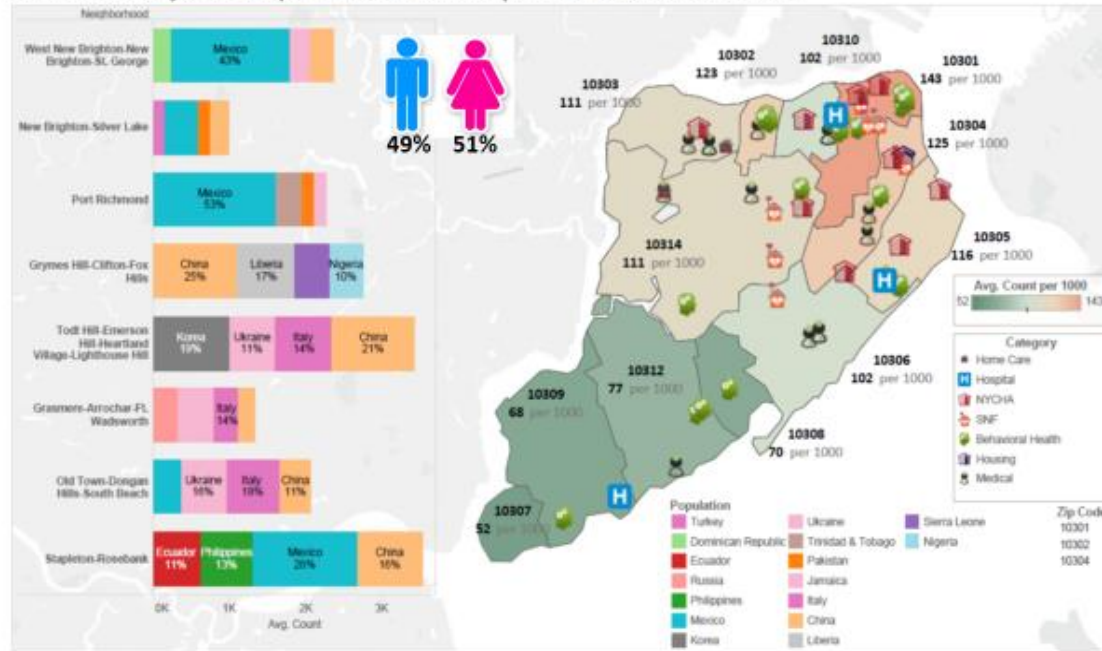 Neighborhood
West New Brighton-New
Brighton-St. George
Mexico
43%
New Brighton-Silver Lake
Port Richmond
Mexico
53%
Grymes Hill-Clifton-Fox
Hills
China
25%
Liberia
17%
Nigeria
10%
Todt Hill-Emerson
Hill-Heartland
Village-Lighthouse Hill
Korea
19%
Ukraine
11%
Italy
14%
China
21%
Grasmere-Arrochar-Ft.
Wadsworth
Italy
14%
Old Town-Dongan
Hills-South Beach
Ukraine
16%
Italy
18%
China
11%
Stapleton-Rosebank
Ecuador
11%
Philippines
13%
Mexico
26%
China
16%
0K
1K
2K
3K
Avg. Count
49%
51%
10303
111 per 1000
10302
123 per 1000
10310
102 per 1000
10301
143 per 1000
10304
125 per 1000
10314
111 per 1000
10305
116 per 1000
10306
102 per 1000
10309
68 per 1000
10312
77 per 1000
10308
70 per 1000
10307
52 per 1000
H
H
H
Avg. Count per 1000
52
143
Category
Home Care
H Hospital
NYCHA
SNF
Behavioral Health
Housing
Medical
Population
Turkey
Dominican Republic
Ecuador
Russia
Philippines
Mexico
Korea
Ukraine
Trinidad & Tobago
Pakistan
Jamaica
Italy
China
Liberia
Sierra Leone
Nigeria
Zip Code
10301
10302
10304